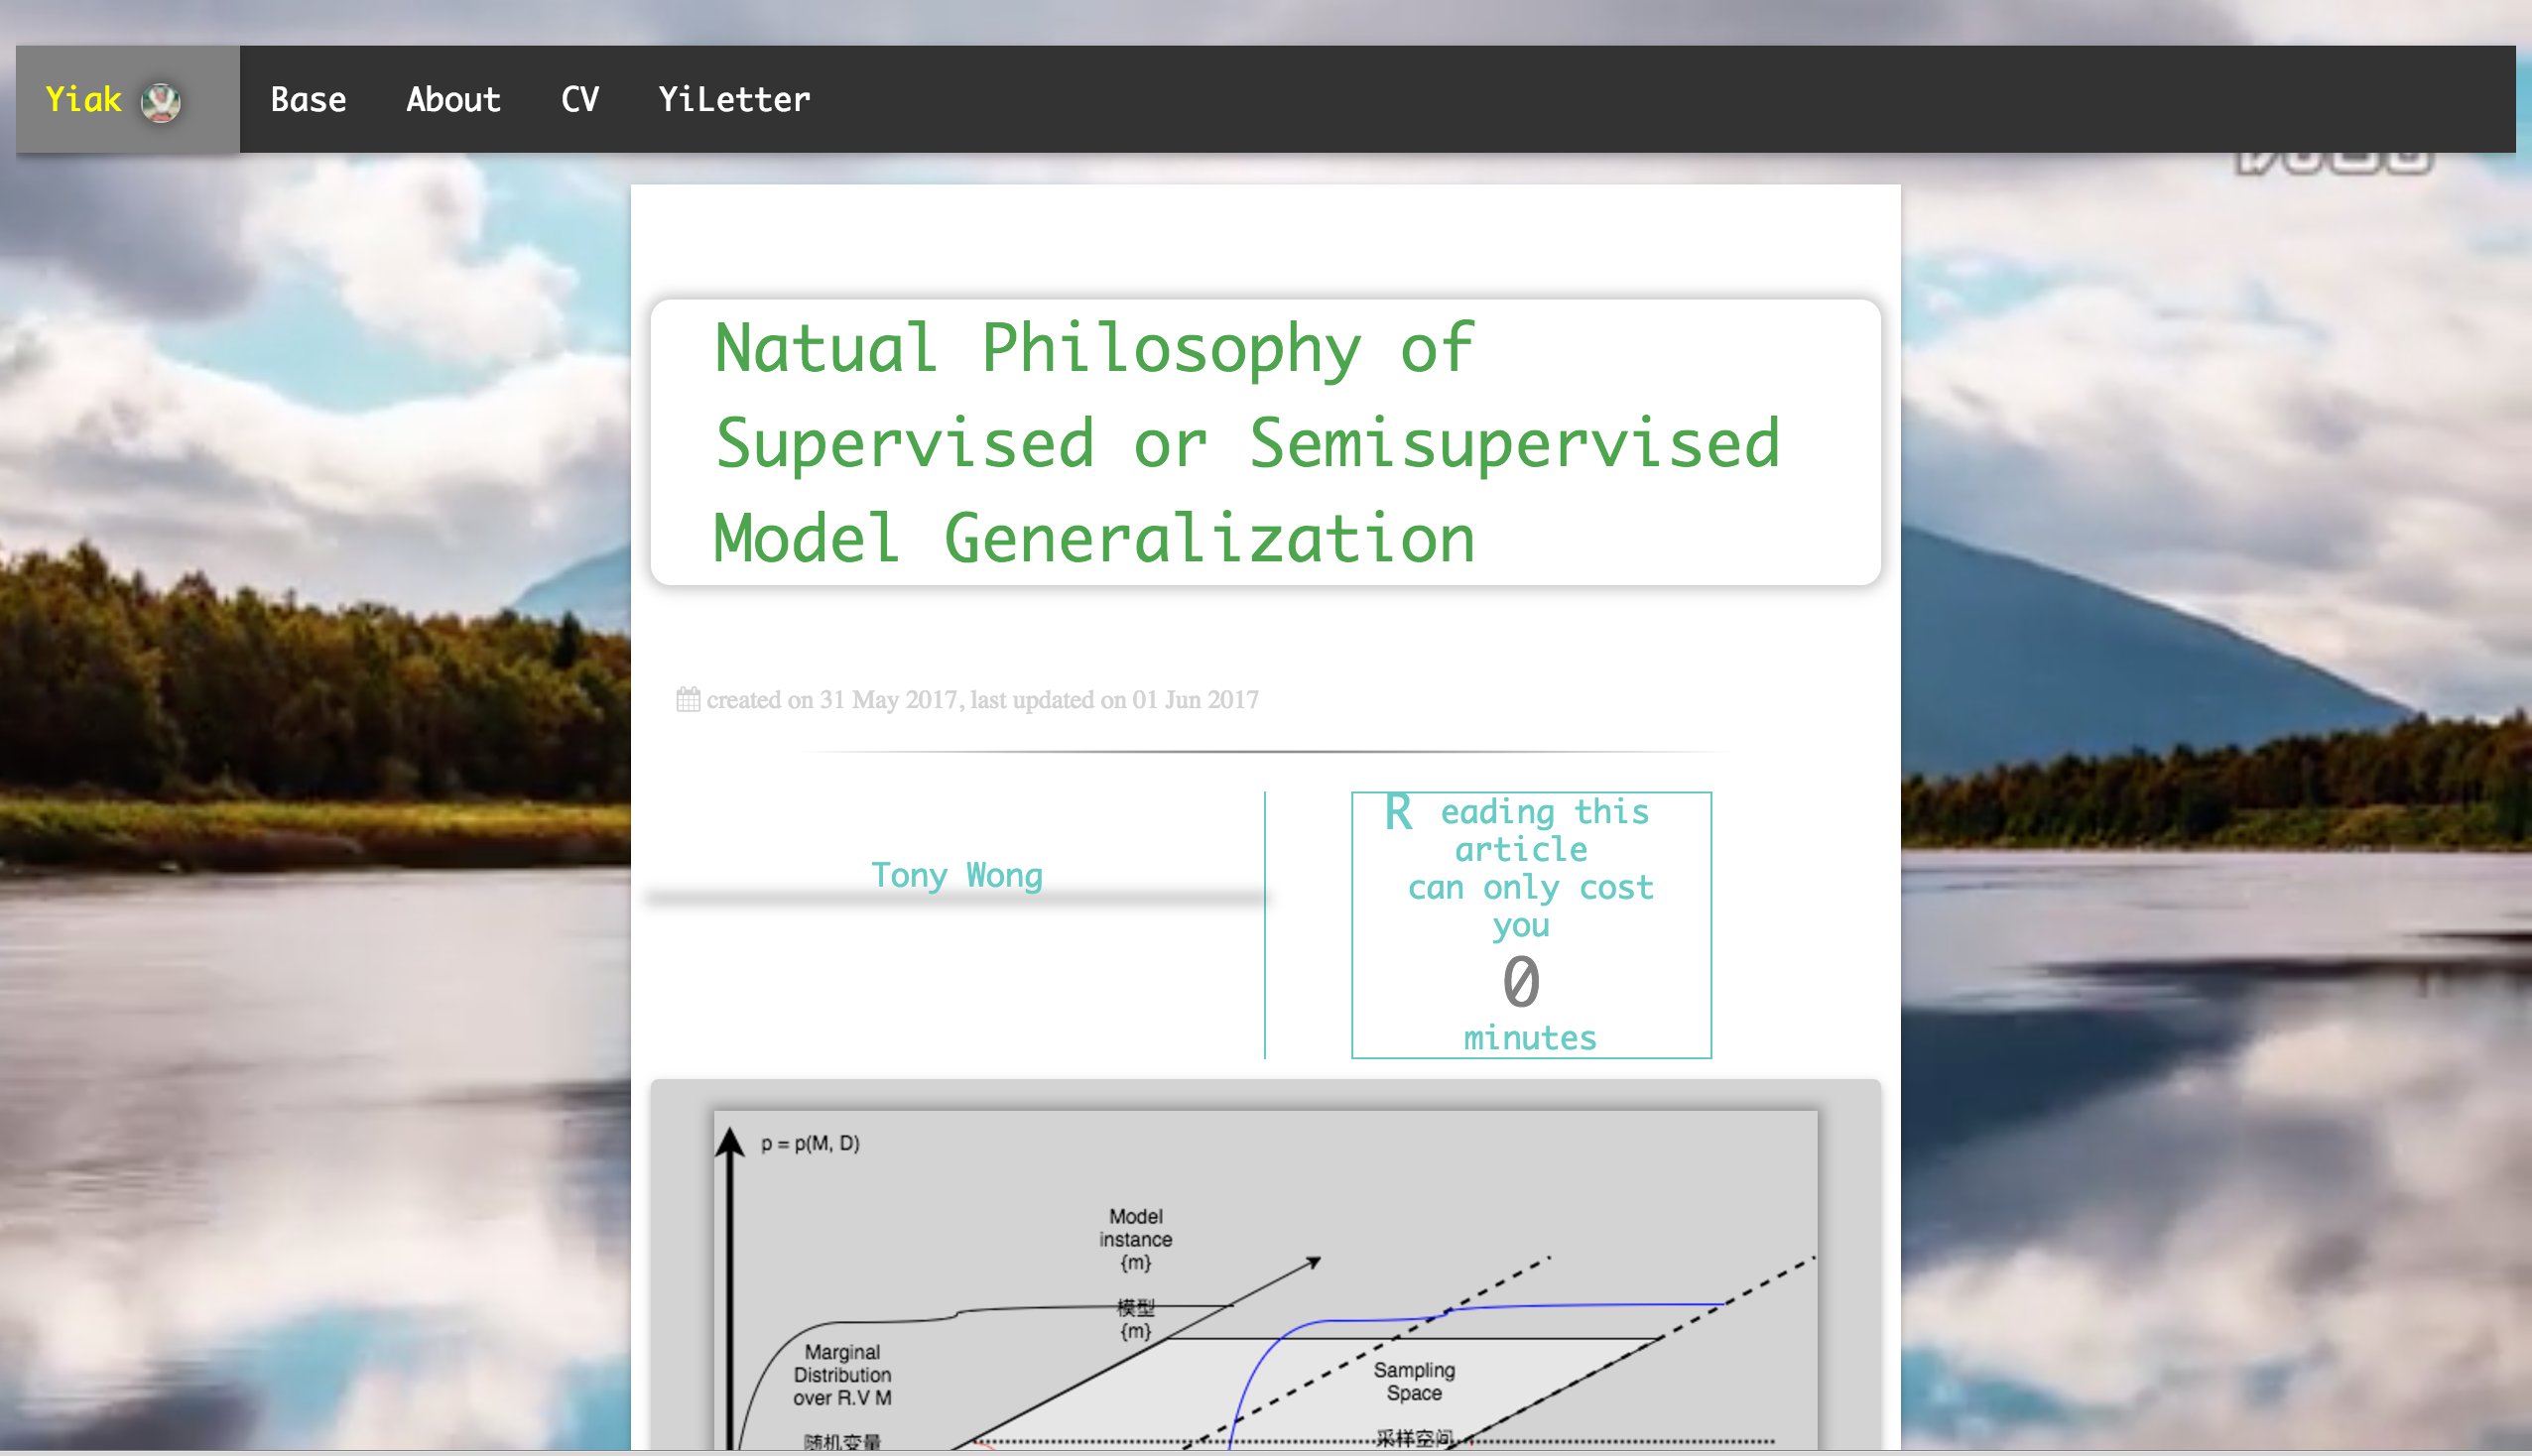 Yiak Base About CV YiLetter
Natual Philosophy of
Supervised or Semisupervised
Model Generalization
created on 31 May 2017, last updated on 01 Jun 2017
Tony Wong
Reading this
article
can only cost
you
0
minutes
p = p(M, D)
Model
instance
{m}
模型
{m}
Marginal
Distribution
over R.V M
随机变量
Sampling
Space
采样空间